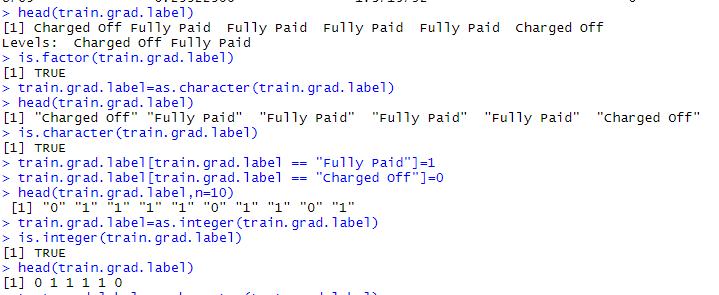 > head(train.grad.label)
[1] Charged Off Fully Paid  Fully Paid  Fully Paid  Fully Paid  Charged Off
Levels:  Charged Off Fully Paid
> is.factor(train.grad.label)
[1] TRUE
> train.grad.label=as.character(train.grad.label)
> head(train.grad.label)
[1] "Charged Off" "Fully Paid"  "Fully Paid"  "Fully Paid"  "Fully Paid"  "Charged Off"
> is.character(train.grad.label)
[1] TRUE
> train.grad.label[train.grad.label == "Fully Paid"]=1
> train.grad.label[train.grad.label == "Charged Off"]=0
> head(train.grad.label,n=10)
 [1] "0" "1" "1" "1" "1" "0" "1" "1" "0" "1"
> train.grad.label=as.integer(train.grad.label)
> is.integer(train.grad.label)
[1] TRUE
> head(train.grad.label)
[1] 0 1 1 1 1 0